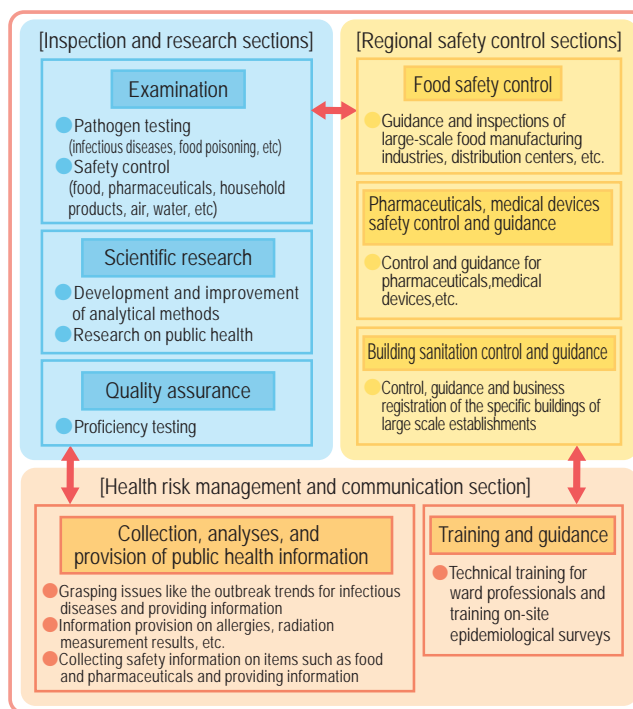 [Inspection and research sections]
Examination
Pathogen testing
(infectious diseases, food poisoning, etc)
Safety control
(food, pharmaceuticals, household
products, air, water, etc)
Scientific research
Development and improvement
of analytical methods
Research on public health
Quality assurance
Proficiency testing
[Regional safety control sections]
Food safety control
Guidance and inspections of
large-scale food manufacturing
industries, distribution centers, etc.
Pharmaceuticals, medical devices
safety control and guidance
Control and guidance for
pharmaceuticals,medical
devices,etc.
Building sanitation control and guidance
Control, guidance and business
registration of the specific buildings of
large scale establishments
[Health risk management and communication section]
Collection, analyses, and
provision of public health information
Grasping issues like the outbreak trends for infectious
diseases and providing information
Information provision on allergies, radiation
measurement results, etc.
Collecting safety information on items such as food
and pharmaceuticals and providing information
Training and guidance
Technical training for
ward professionals and
training on-site
epidemiological surveys